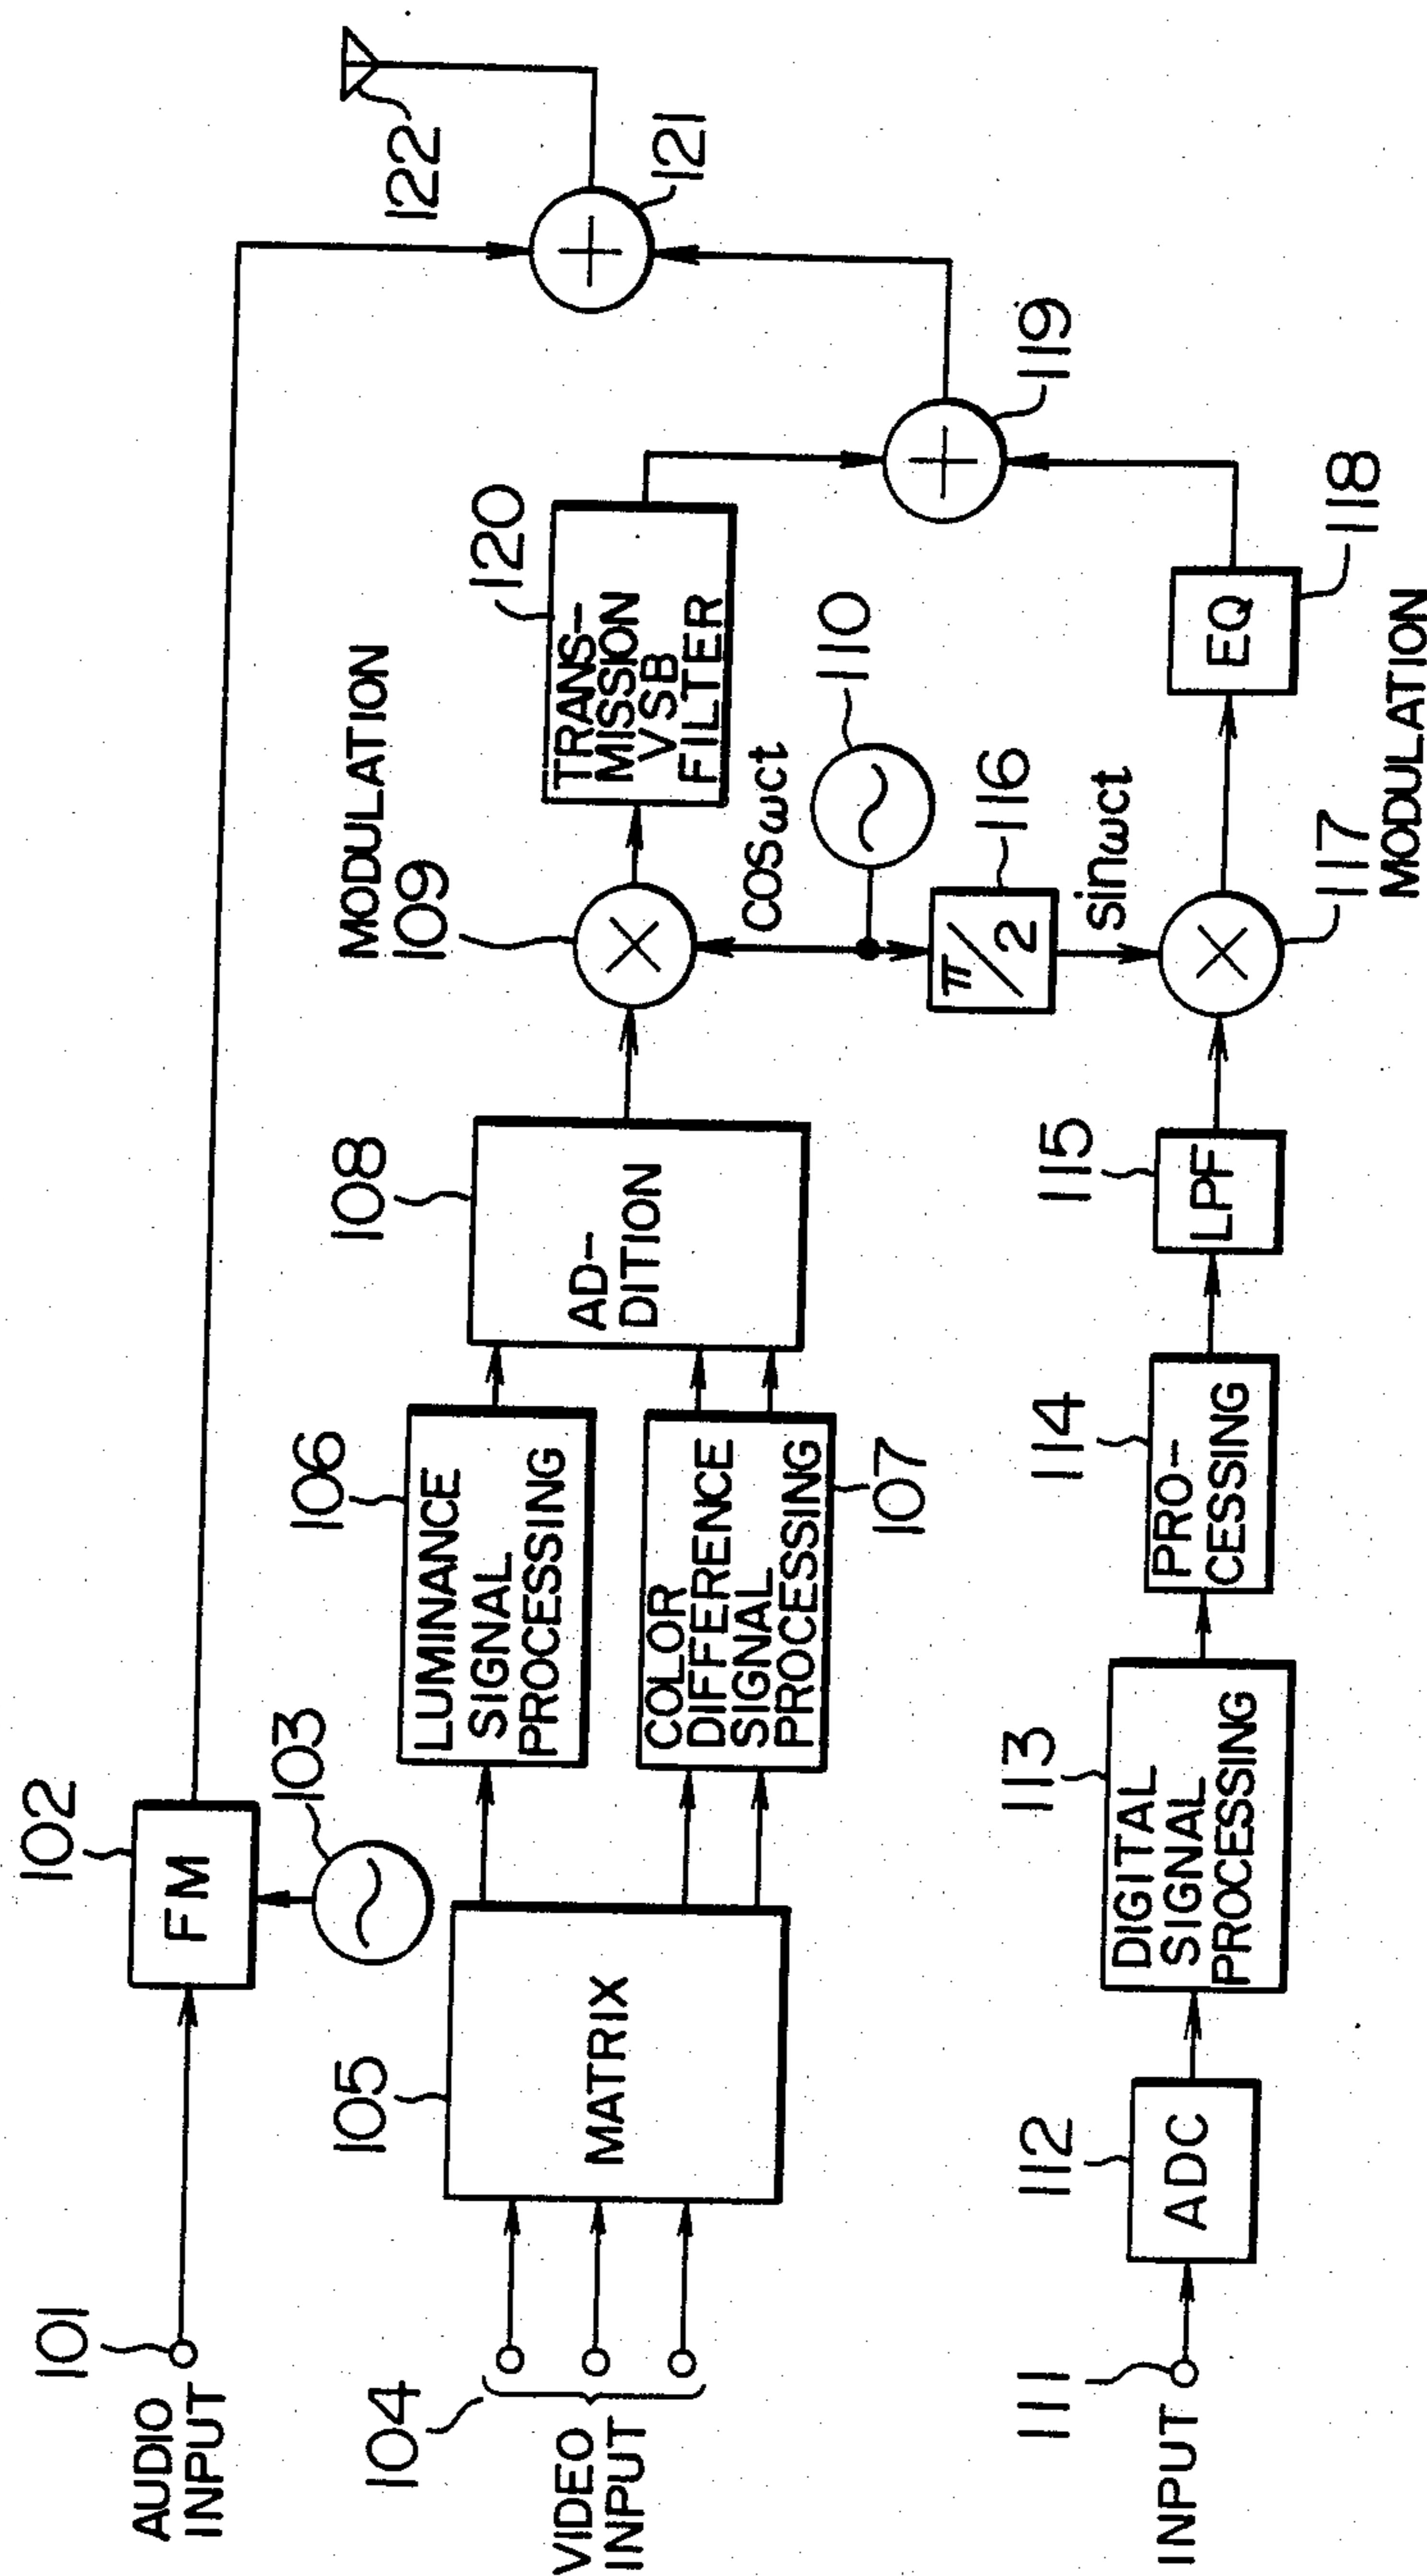 101
AUDIO
INPUT
102
FM
103
104
VIDEO
INPUT
105
MATRIX
106
LUMINANCE
SIGNAL
PROCESSING
COLOR
DIFFERENCE
SIGNAL
PROCESSING
107
108
AD-
DITION
MODULATION
109
120
TRANS-
MISSION
VSB
FILTER
cosωct
110
π/2
116
sinωct
111
INPUT
112
ADC
113
DIGITAL
SIGNAL
PROCESSING
114
PRO-
CESSING
115
LPF
117
MODULATION
EQ
118
119
121
122